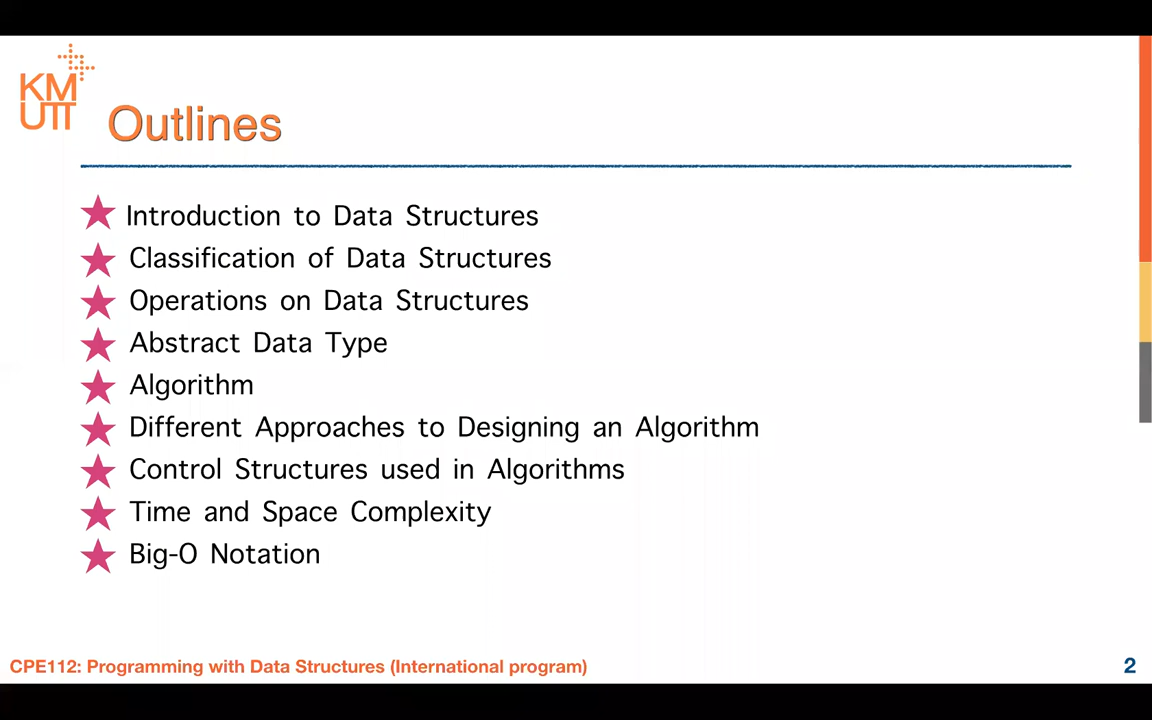 KM
UTT
Outlines
Introduction to Data Structures
Classification of Data Structures
Operations on Data Structures
Abstract Data Type
Algorithm
Different Approaches to Designing an Algorithm
Control Structures used in Algorithms
Time and Space Complexity
Big-O Notation
CPE112: Programming with Data Structures (International program)
2